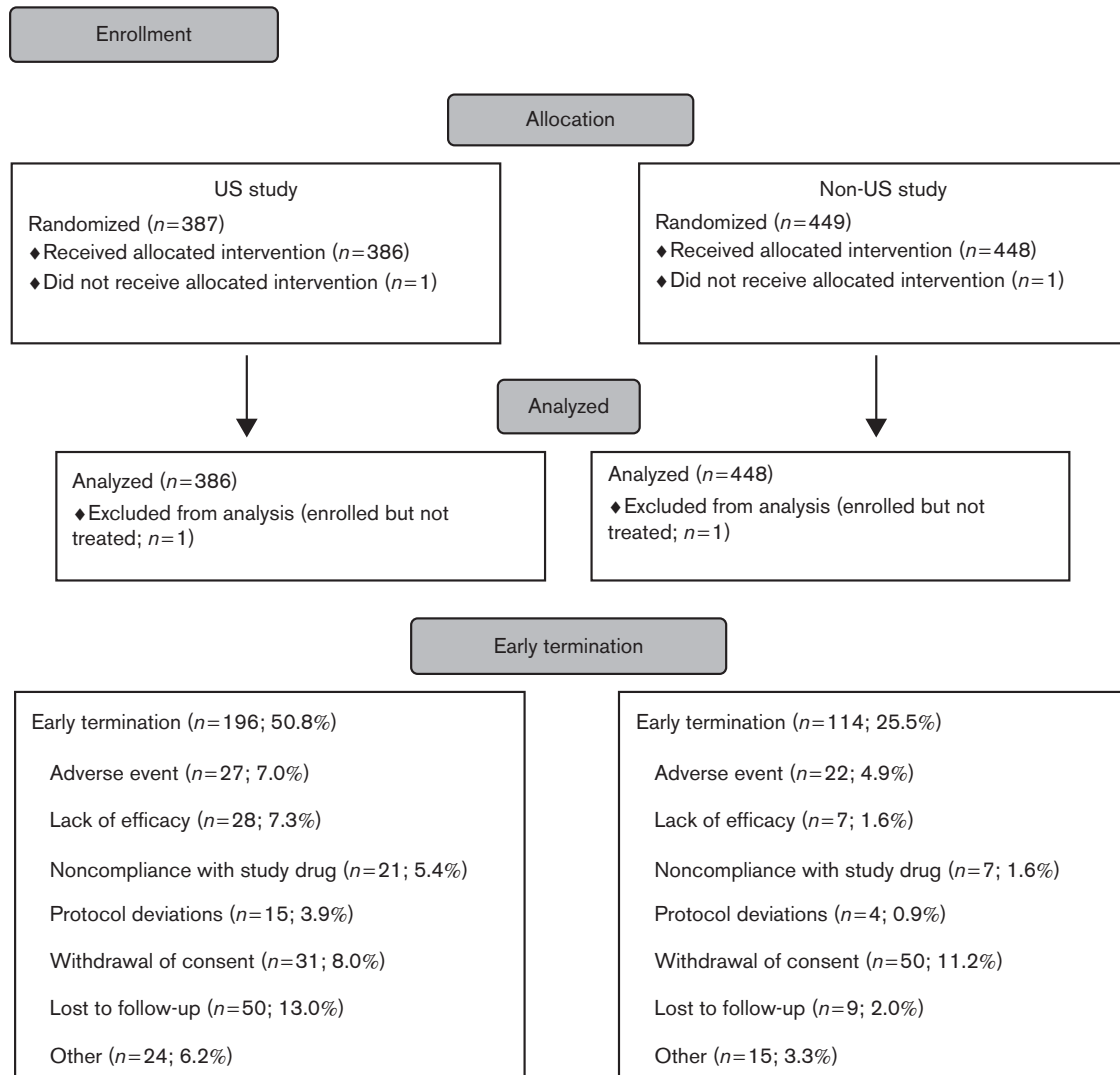 Enrollment
Allocation
US study
Randomized (n=387)
♦Received allocated intervention (n=386)
♦Did not receive allocated intervention (n=1)
Non-US study
Randomized (n=449)
♦Received allocated intervention (n=448)
♦Did not receive allocated intervention (n=1)
Analyzed
Analyzed (n=386)
♦Excluded from analysis (enrolled but not
treated; n=1)
Analyzed (n=448)
♦Excluded from analysis (enrolled but not
treated; n=1)
Early termination
Early termination (n=196; 50.8%)
Adverse event (n=27; 7.0%)
Lack of efficacy (n=28; 7.3%)
Noncompliance with study drug (n=21; 5.4%)
Protocol deviations (n=15; 3.9%)
Withdrawal of consent (n=31; 8.0%)
Lost to follow-up (n=50; 13.0%)
Other (n=24; 6.2%)
Early termination (n=114; 25.5%)
Adverse event (n=22; 4.9%)
Lack of efficacy (n=7; 1.6%)
Noncompliance with study drug (n=7; 1.6%)
Protocol deviations (n=4; 0.9%)
Withdrawal of consent (n=50; 11.2%)
Lost to follow-up (n=9; 2.0%)
Other (n=15; 3.3%)